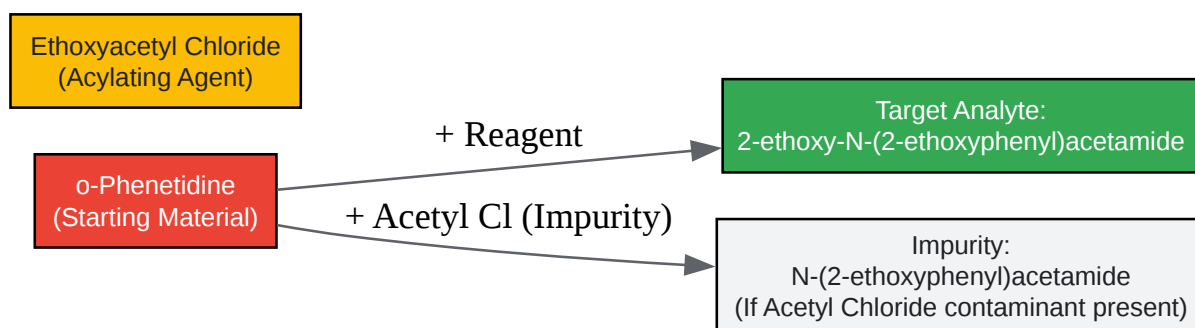 Ethoxyacetyl Chloride
(Acylating Agent)
o-Phenetidine
(Starting Material)
+ Reagent
+ Acetyl Cl (Impurity)
Target Analyte:
2-ethoxy-N-(2-ethoxyphenyl)acetamide
Impurity:
N-(2-ethoxyphenyl)acetamide
(If Acetyl Chloride contaminant present)